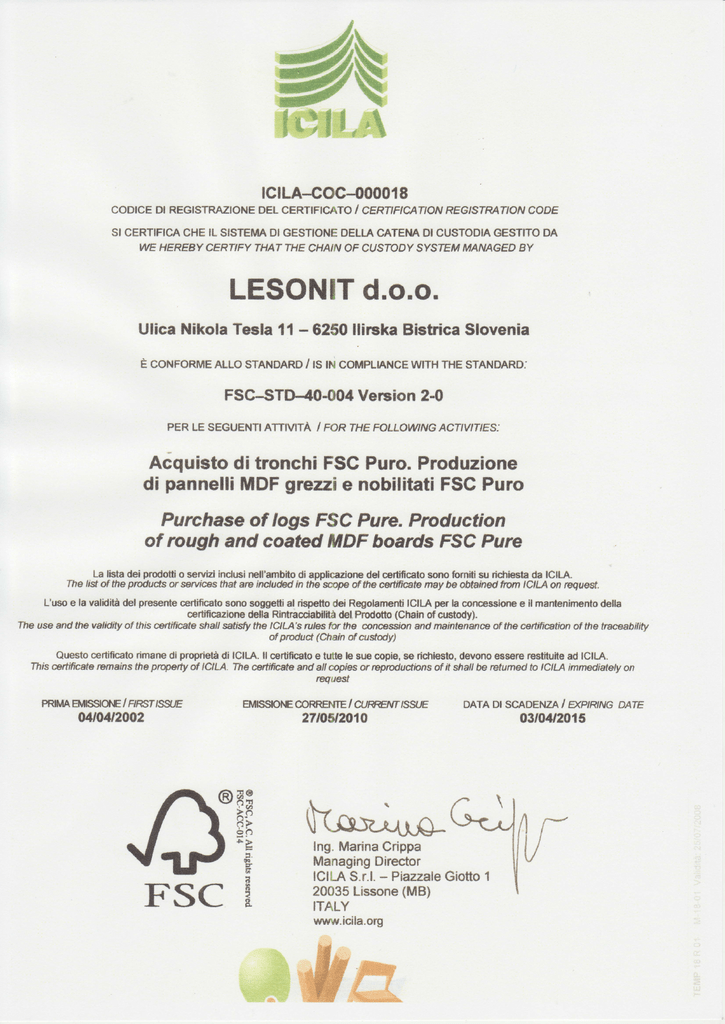 ICILA
ICILA–COC–000018
CODICE DI REGISTRAZIONE DEL CERTIFICATO / CERTIFICATION REGISTRATION CODE
SI CERTIFICA CHE IL SISTEMA DI GESTIONE DELLA CATENA DI CUSTODIA GESTITO DA
WE HEREBY CERTIFY THAT THE CHAIN OF CUSTODY SYSTEM MANAGED BY
LESONIT d.o.o.
Ulica Nikola Tesla 11 – 6250 Ilirska Bistrica Slovenia
È CONFORME ALLO STANDARD / IS IN COMPLIANCE WITH THE STANDARD:
FSC–STD–40-004 Version 2-0
PER LE SEGUENTI ATTIVITÀ / FOR THE FOLLOWING ACTIVITIES:
Acquisto di tronchi FSC Puro. Produzione
di pannelli MDF grezzi e nobilitati FSC Puro
Purchase of logs FSC Pure. Production
of rough and coated MDF boards FSC Pure
La lista dei prodotti o servizi inclusi nell'ambito di applicazione del certificato sono forniti su richiesta da ICILA.
The list of the products or services that are included in the scope of the certificate may be obtained from ICILA on request.
L'uso e la validità del presente certificato sono soggetti al rispetto dei Regolamenti ICILA per la concessione e il mantenimento della
certificazione della Rintracciabilità del Prodotto (Chain of custody).
The use and the validity of this certificate shall satisfy the ICILA's rules for the concession and maintenance of the certification of the traceability
of product (Chain of custody)
Questo certificato rimane di proprietà di ICILA. Il certificato e tutte le sue copie, se richiesto, devono essere restituite ad ICILA.
This certificate remains the property of ICILA. The certificate and all copies or reproductions of it shall be returned to ICILA immediately on
request
PRIMA EMISSIONE / FIRST ISSUE
04/04/2002
EMISSIONE CORRENTE / CURRENT ISSUE
27/05/2010
DATA DI SCADENZA / EXPIRING DATE
03/04/2015
®
FSC
® FSC, A.C. All rights reserved
FSC-ACC-014
Marina Crippa
Ing. Marina Crippa
Managing Director
ICILA S.r.l. – Piazzale Giotto 1
20035 Lissone (MB)
ITALY
www.icila.org